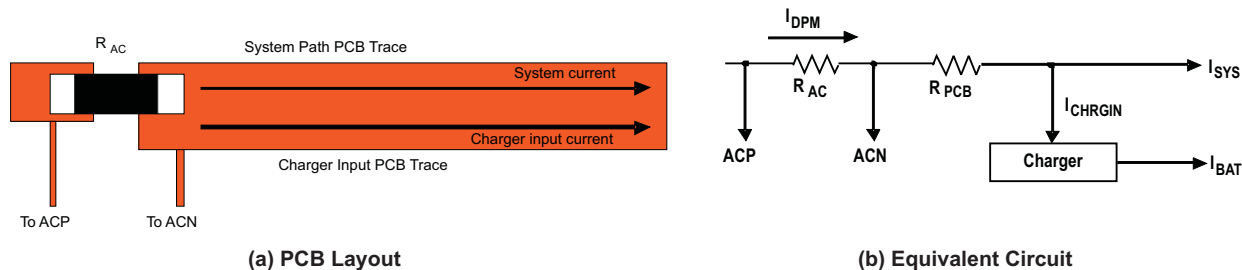 R AC
System Path PCB Trace
System current
Charger input current
Charger Input PCB Trace
To ACP
To ACN
(a) PCB Layout
I DPM
R AC
R PCB
I SYS
I CHRGIN
ACP
ACN
Charger
I BAT
(b) Equivalent Circuit